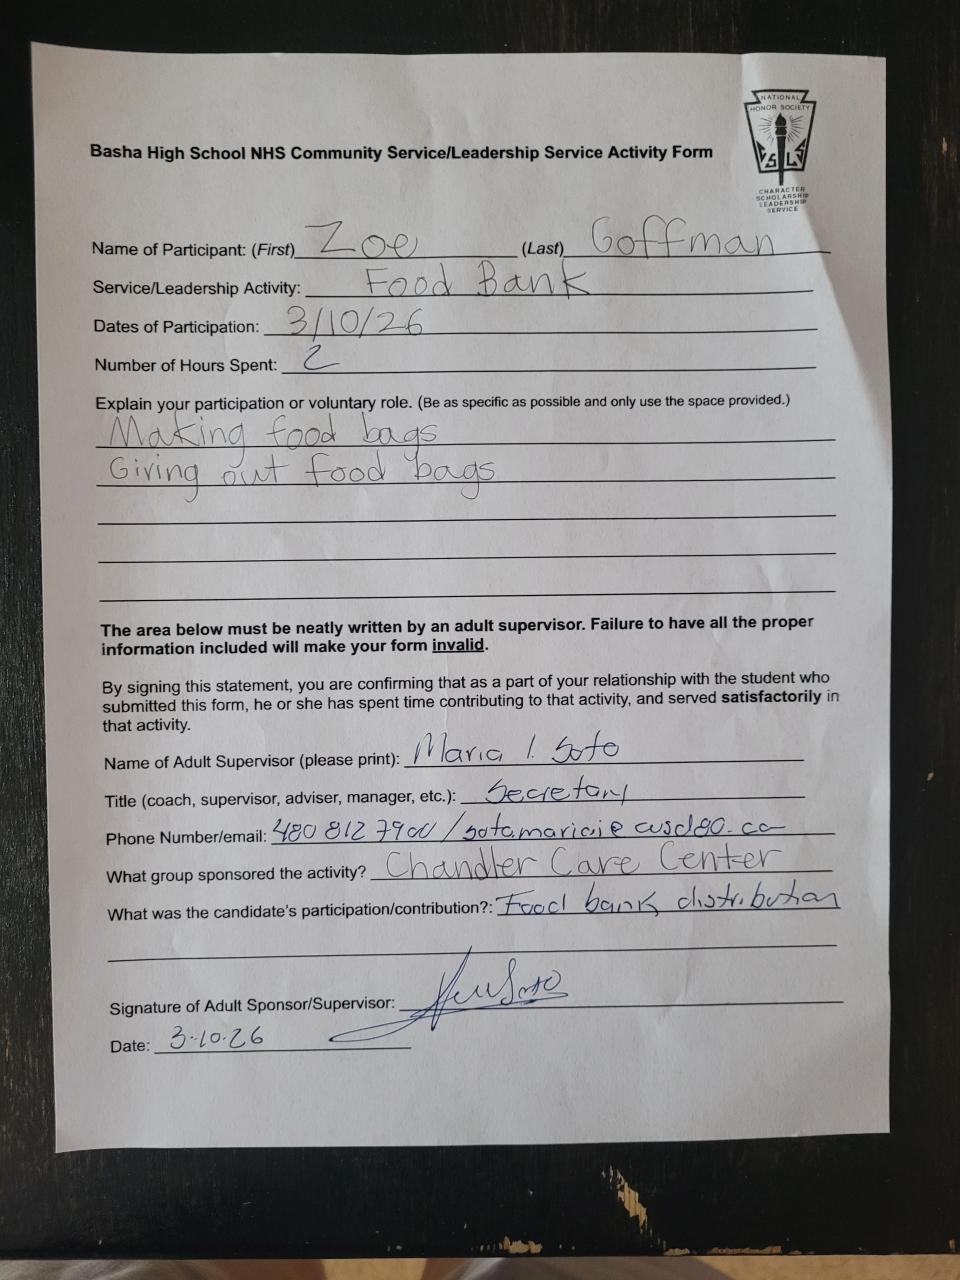 NATIONAL
HONOR SOCIETY
C S L S
CHARACTER
SCHOLARSHIP
LEADERSHIP
SERVICE
Basha High School NHS Community Service/Leadership Service Activity Form
Name of Participant: (First) Zoe (Last) Goffman
Service/Leadership Activity: Food Bank
Dates of Participation: 3/10/26
Number of Hours Spent: 2
Explain your participation or voluntary role. (Be as specific as possible and only use the space provided.)
Making food bags
Giving out food bags
The area below must be neatly written by an adult supervisor. Failure to have all the proper
information included will make your form invalid.
By signing this statement, you are confirming that as a part of your relationship with the student who
submitted this form, he or she has spent time contributing to that activity, and served satisfactorily in
that activity.
Name of Adult Supervisor (please print): Maria I. Soto
Title (coach, supervisor, adviser, manager, etc.): Secretary
Phone Number/email: 480 812 7900 /
What group sponsored the activity? Chandler Care Center
What was the candidate's participation/contribution?: Food bank distribution
Signature of Adult Sponsor/Supervisor:
Date: 3-10-26